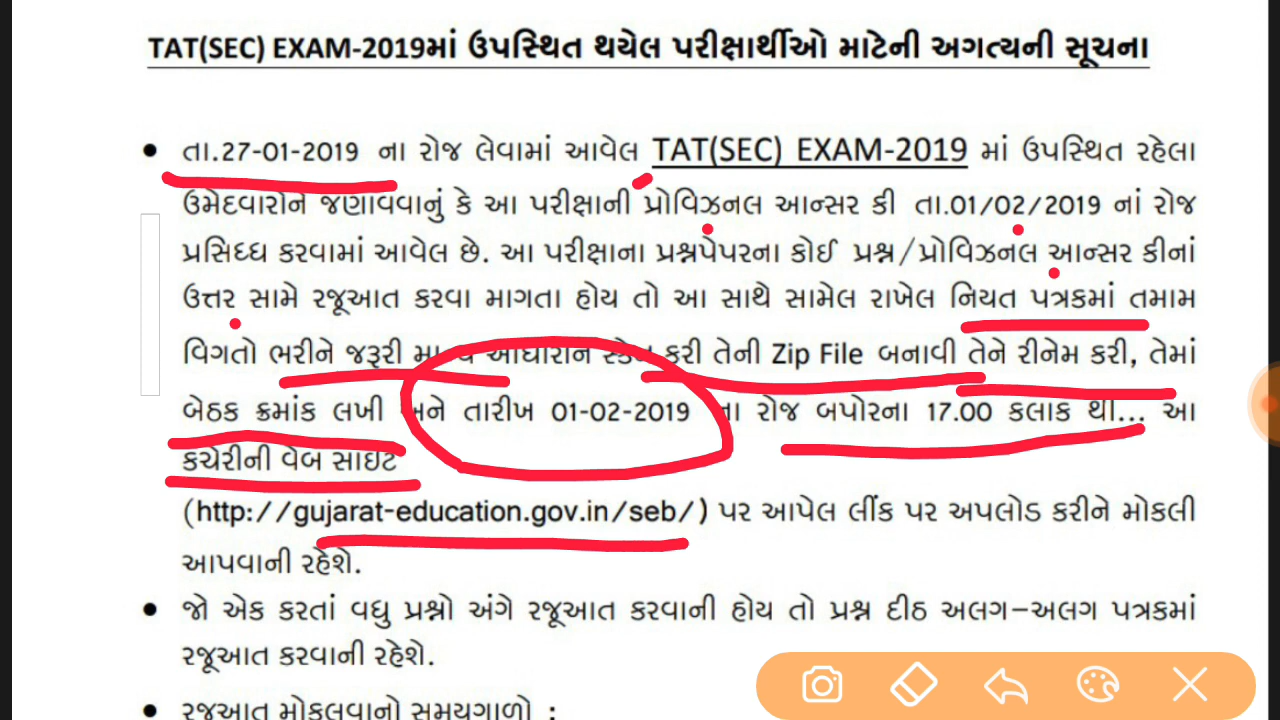 TAT(SEC) EXAM-2019માં ઉપસ્થિત થયેલ પરીક્ષાર્થીઓ માટેની અગત્યની સૂચના
• તા.27-01-2019 ના રોજ લેવામાં આવેલ TAT(SEC) EXAM-2019 માં ઉપસ્થિત રહેલા
ઉમેદવારોને જણાવવાનું કે આ પરીક્ષાની પ્રોવિઝનલ આન્સર કી તા.01/02/2019 નાં રોજ
પ્રસિધ્ધ કરવામાં આવેલ છે. આ પરીક્ષાના પ્રશ્નપેપરના કોઈ પ્રશ્ન/પ્રોવિઝનલ આન્સર કીનાં
ઉત્તર સામે રજૂઆત કરવા માગતા હોય તો આ સાથે સામેલ રાખેલ નિયત પત્રકમાં તમામ
વિગતો ભરીને જરૂરી આધારોને સ્કેન કરી તેની Zip File બનાવી તેને રીનેમ કરી, તેમાં
બેઠક ક્રમાંક લખી અને તારીખ 01-02-2019 ના રોજ બપોરના 17.00 કલાક થી... આ
કચેરીની વેબ સાઇટ
(http://gujarat-education.gov.in/seb/) પર આપેલ લીંક પર અપલોડ કરીને મોકલી
આપવાની રહેશે.
• જો એક કરતાં વધુ પ્રશ્નો અંગે રજૂઆત કરવાની હોય તો પ્રશ્ન દીઠ અલગ–અલગ પત્રકમાં
રજૂઆત કરવાની રહેશે.
• રજૂઆત મોકલવાનો સમયગાળો :